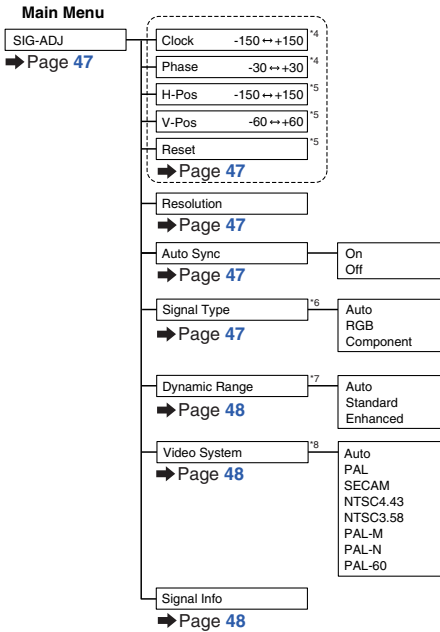 Main Menu
SIG-ADJ
➡ Page 47
Clock -150↔+150 *4
Phase -30↔+30 *4
H-Pos -150↔+150 *5
V-Pos -60↔+60 *5
Reset *5
➡ Page 47
Resolution
➡ Page 47
Auto Sync
➡ Page 47
On
Off
Signal Type *6
➡ Page 47
Auto
RGB
Component
Dynamic Range *7
➡ Page 48
Auto
Standard
Enhanced
Video System *8
➡ Page 48
Auto
PAL
SECAM
NTSC4.43
NTSC3.58
PAL-M
PAL-N
PAL-60
Signal Info
➡ Page 48